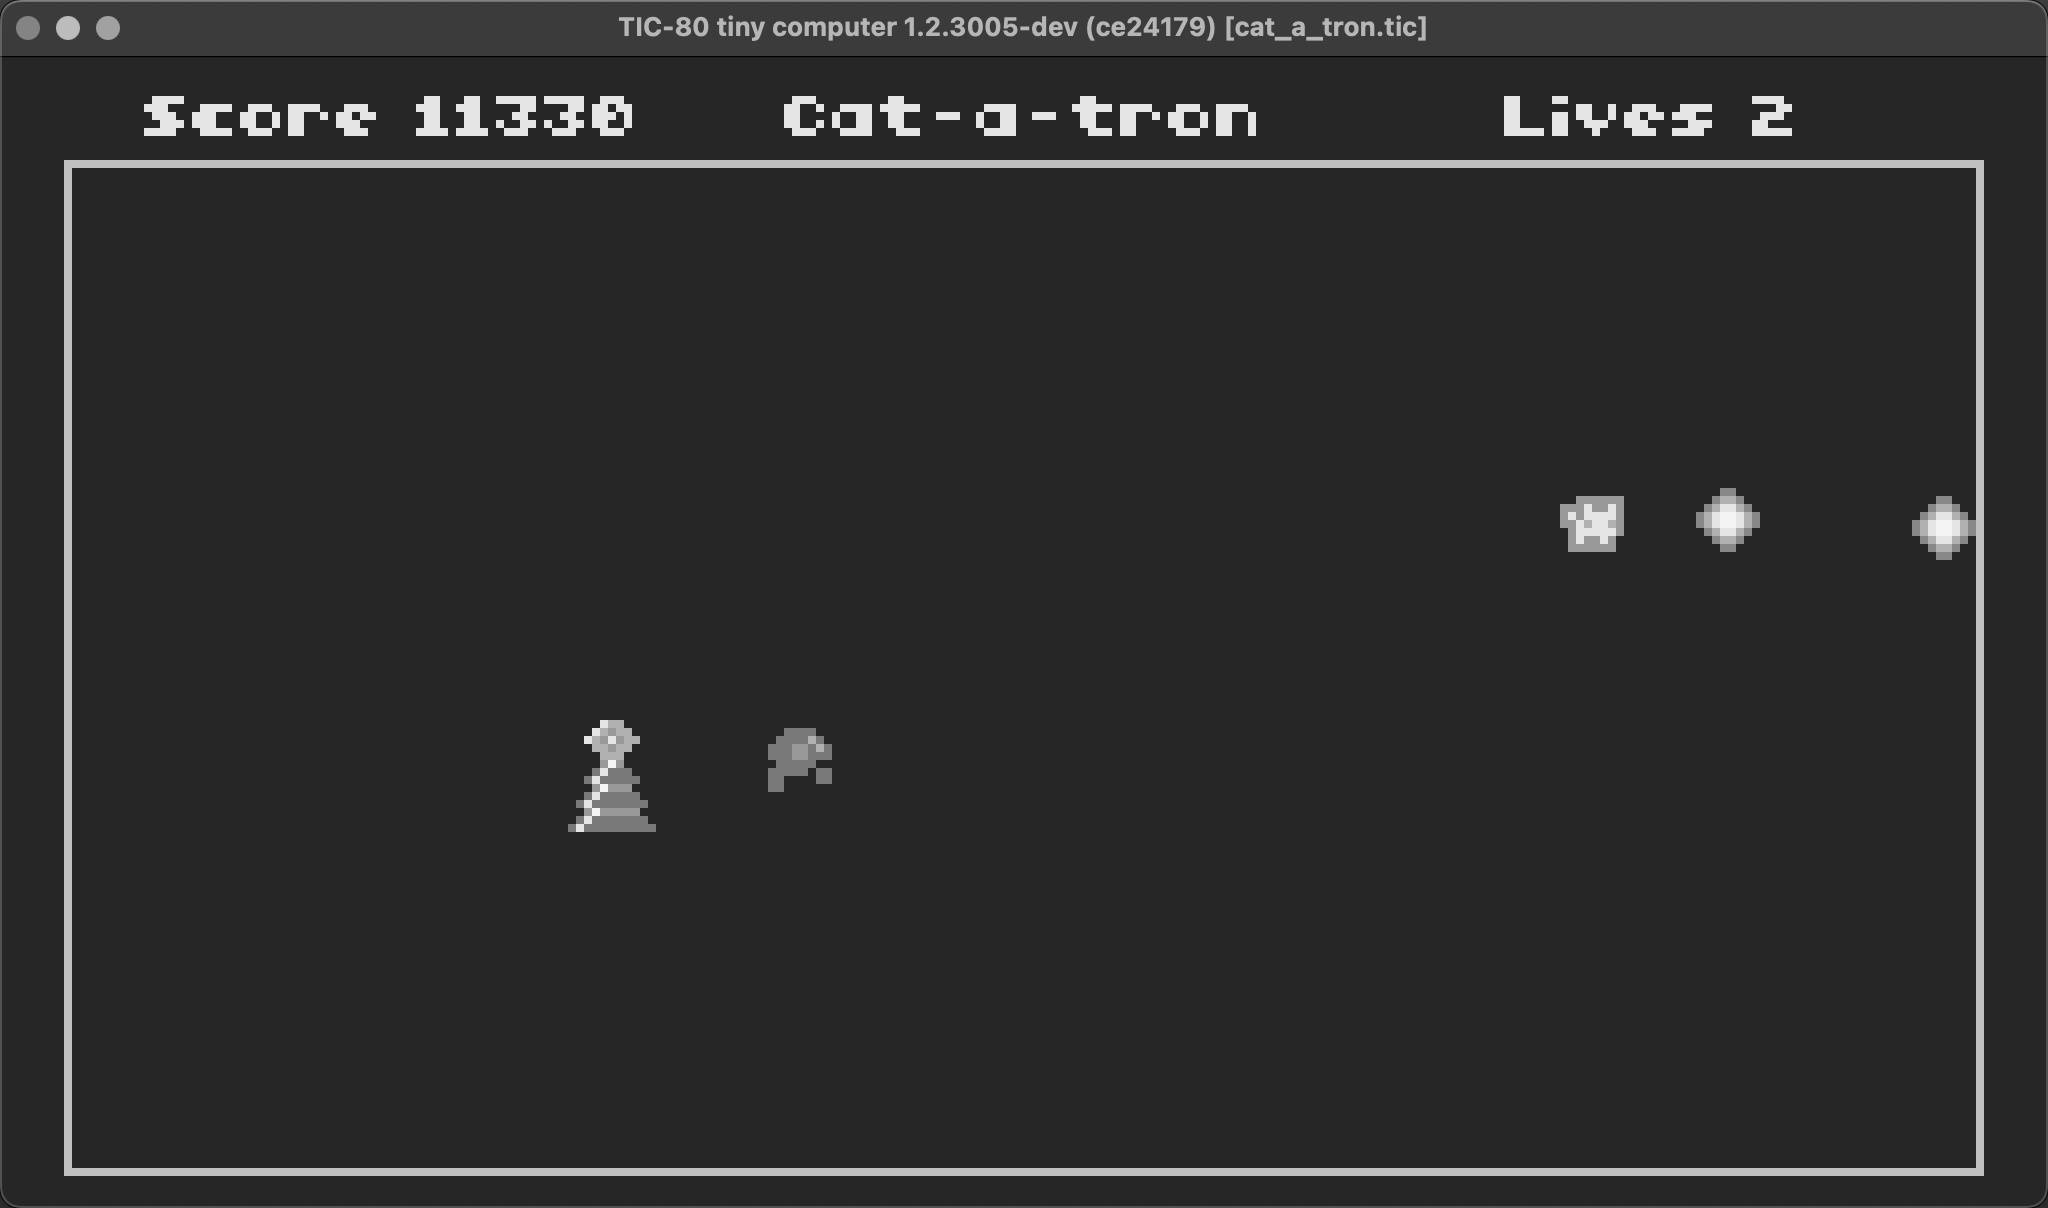 TIC-80 tiny computer 1.2.3005-dev (ce24179) [cat_a_tron.tic]
Score 11330 Cat-a-tron Lives 2